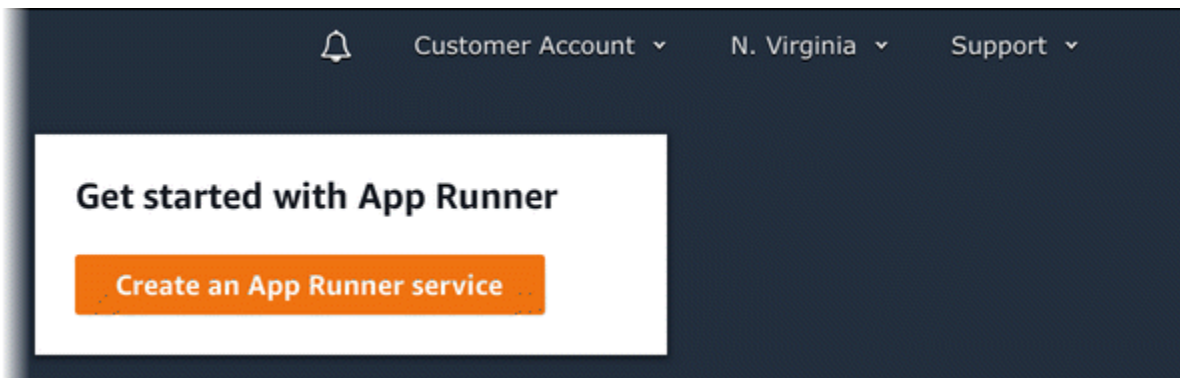 Customer Account N. Virginia Support
Get started with App Runner
Create an App Runner service